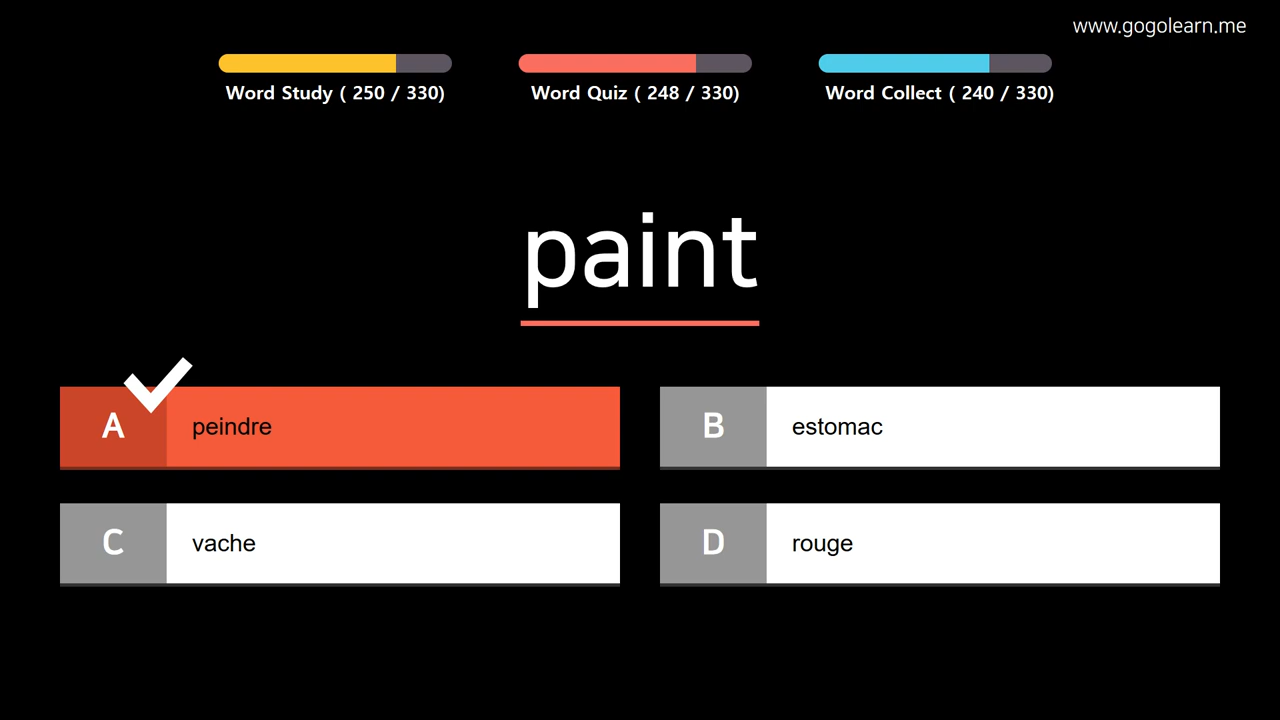 www.gogolearn.me
Word Study ( 250 / 330)
Word Quiz ( 248 / 330)
Word Collect ( 240 / 330)
paint
A peindre
B estomac
C vache
D rouge